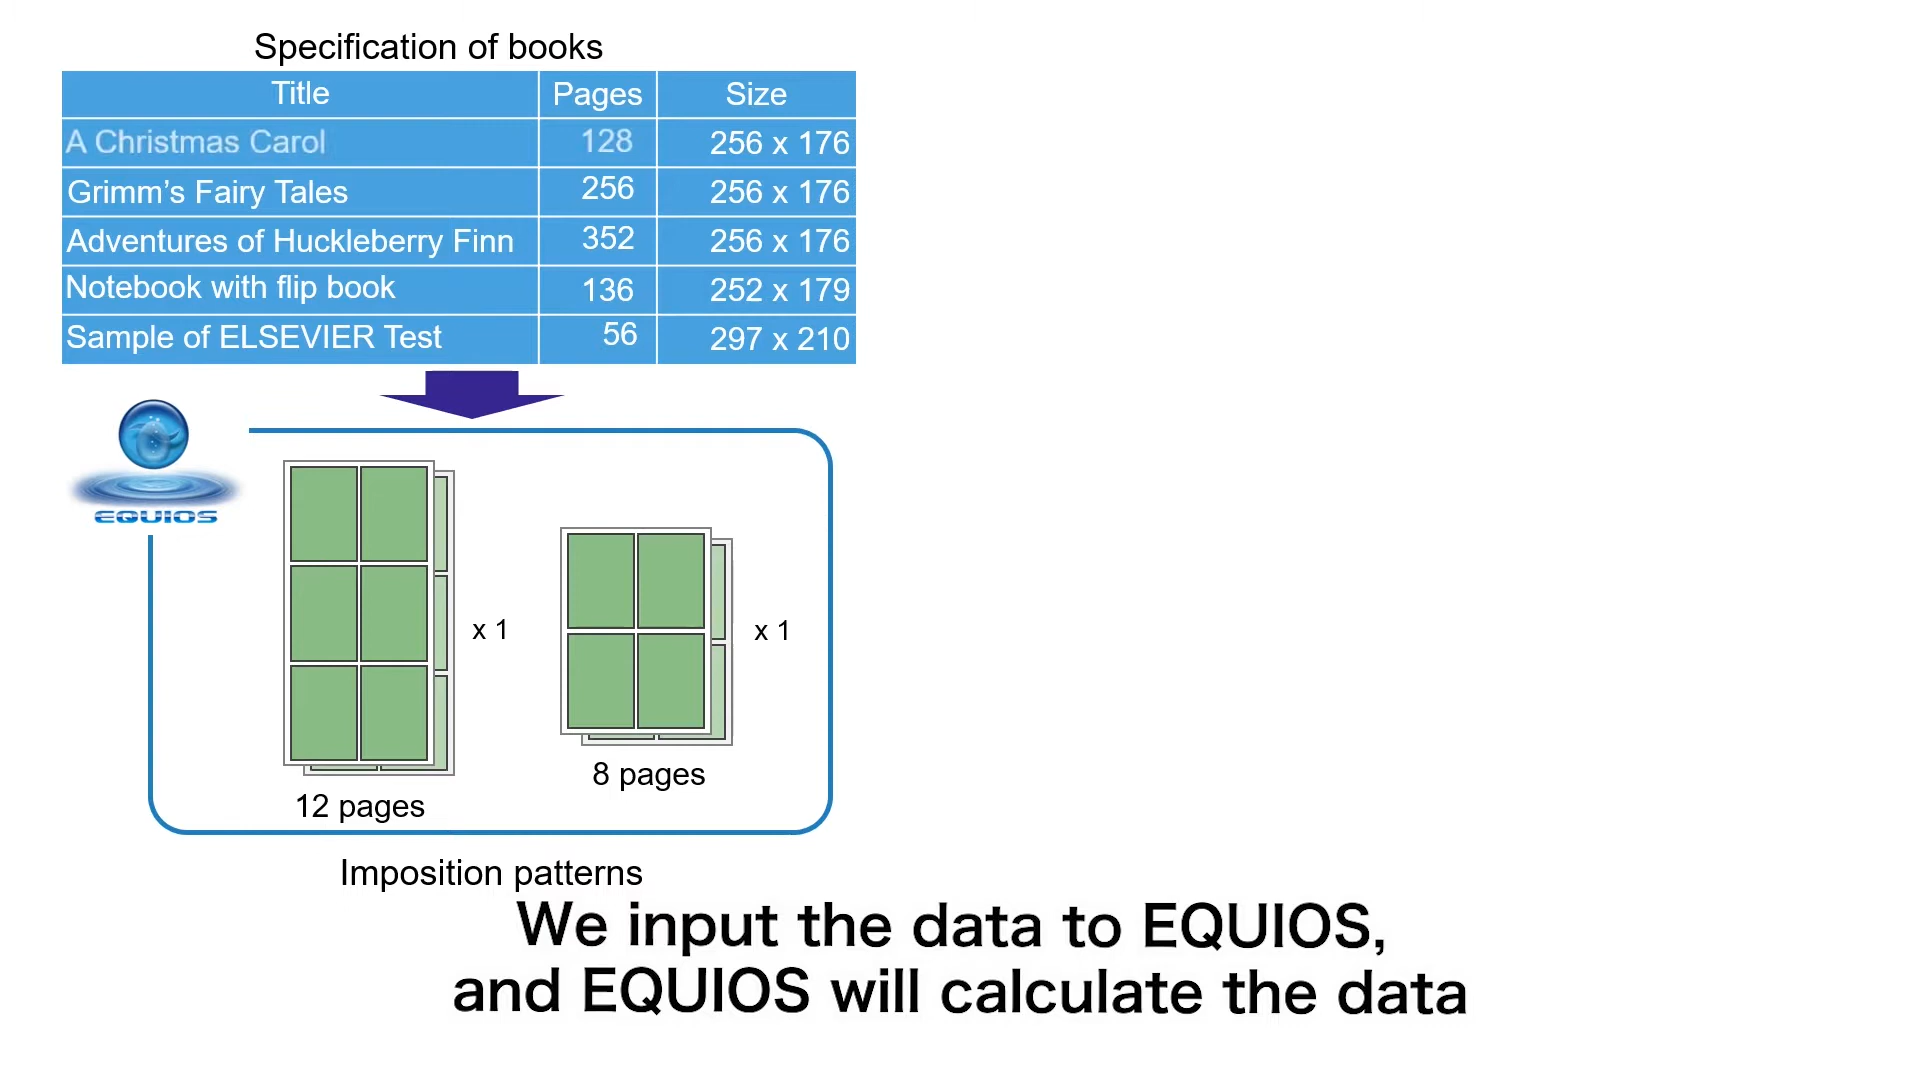 Specification of books
Title Pages Size
A Christmas Carol 128 256 x 176
Grimm’s Fairy Tales 256 256 x 176
Adventures of Huckleberry Finn 352 256 x 176
Notebook with flip book 136 252 x 179
Sample of ELSEVIER Test 56 297 x 210
EQUIOS
x 1
x 1
8 pages
12 pages
Imposition patterns
We input the data to EQUIOS,
and EQUIOS will calculate the data